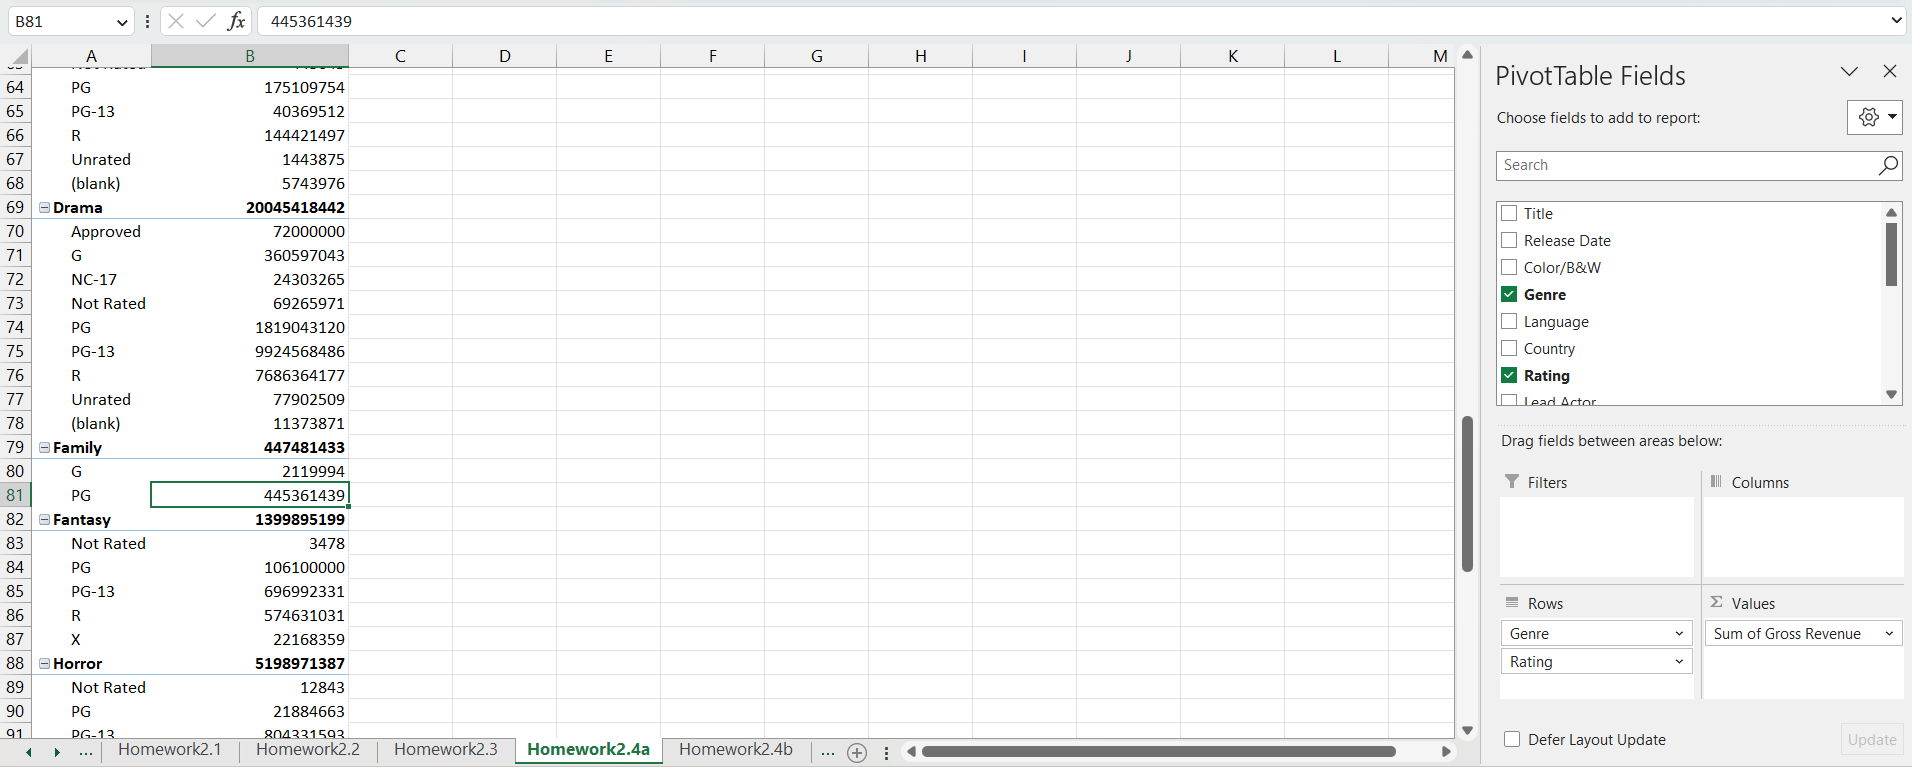 B81 fx 445361439
A B C D E F G H I J K L M
64 PG 175109754
65 PG-13 40369512
66 R 144421497
67 Unrated 1443875
68 (blank) 5743976
69 Drama 20045418442
70 Approved 72000000
71 G 360597043
72 NC-17 24303265
73 Not Rated 69265971
74 PG 1819043120
75 PG-13 9924568486
76 R 7686364177
77 Unrated 77902509
78 (blank) 11373871
79 Family 447481433
80 G 2119994
81 PG 445361439
82 Fantasy 1399895199
83 Not Rated 3478
84 PG 106100000
85 PG-13 696992331
86 R 574631031
87 X 22168359
88 Horror 5198971387
89 Not Rated 12843
90 PG 21884663
91 PG-13 804331593
... Homework2.1 Homework2.2 Homework2.3 Homework2.4a Homework2.4b ...
PivotTable Fields
Choose fields to add to report:
Search
Title
Release Date
Color/B&W
Genre
Language
Country
Rating
Lead Actor
Drag fields between areas below:
Filters
Columns
Rows
Σ Values
Genre
Sum of Gross Revenue
Rating
Defer Layout Update
Update